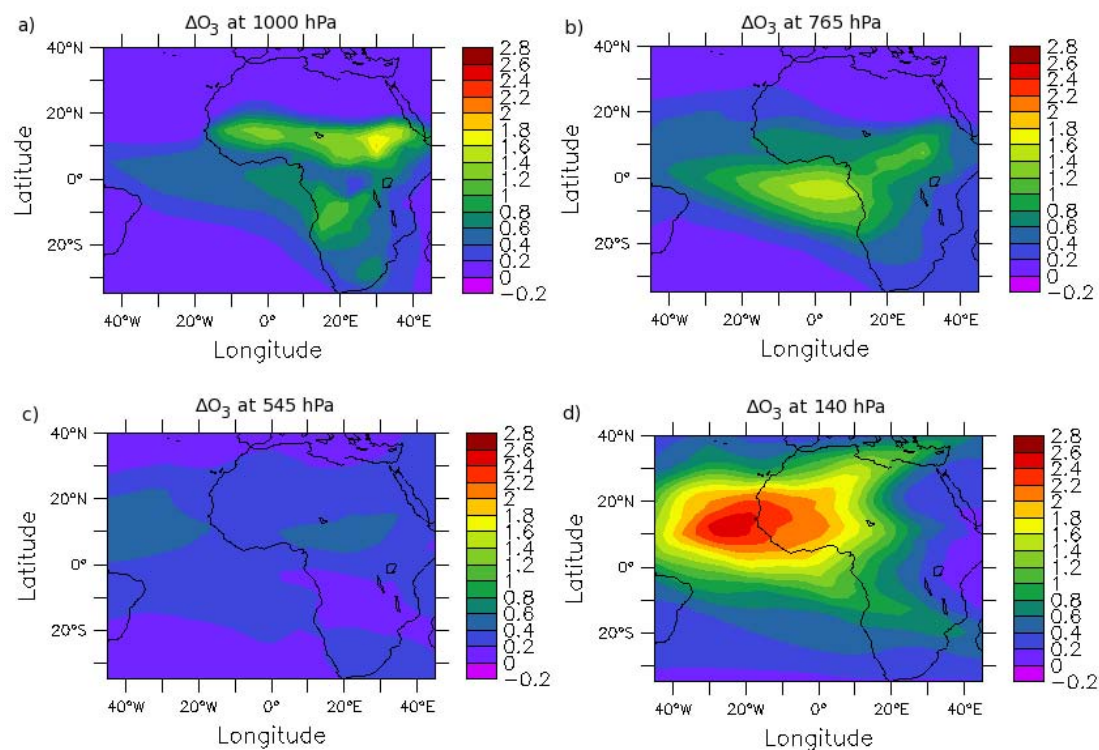 a) ΔO₃ at 1000 hPa
40°N
20°N
0°
20°S
Latitude
40°W 20°W 0° 20°E 40°E
Longitude
2.8
2.6
2.4
2.2
2
1.8
1.6
1.4
1.2
1
0.8
0.6
0.4
0.2
0
−0.2
b) ΔO₃ at 765 hPa
40°N
20°N
0°
20°S
Latitude
40°W 20°W 0° 20°E 40°E
Longitude
2.8
2.6
2.4
2.2
2
1.8
1.6
1.4
1.2
1
0.8
0.6
0.4
0.2
0
−0.2
c) ΔO₃ at 545 hPa
40°N
20°N
0°
20°S
Latitude
40°W 20°W 0° 20°E 40°E
Longitude
2.8
2.6
2.4
2.2
2
1.8
1.6
1.4
1.2
1
0.8
0.6
0.4
0.2
0
−0.2
d) ΔO₃ at 140 hPa
40°N
20°N
0°
20°S
Latitude
40°W 20°W 0° 20°E 40°E
Longitude
2.8
2.6
2.4
2.2
2
1.8
1.6
1.4
1.2
1
0.8
0.6
0.4
0.2
0
−0.2